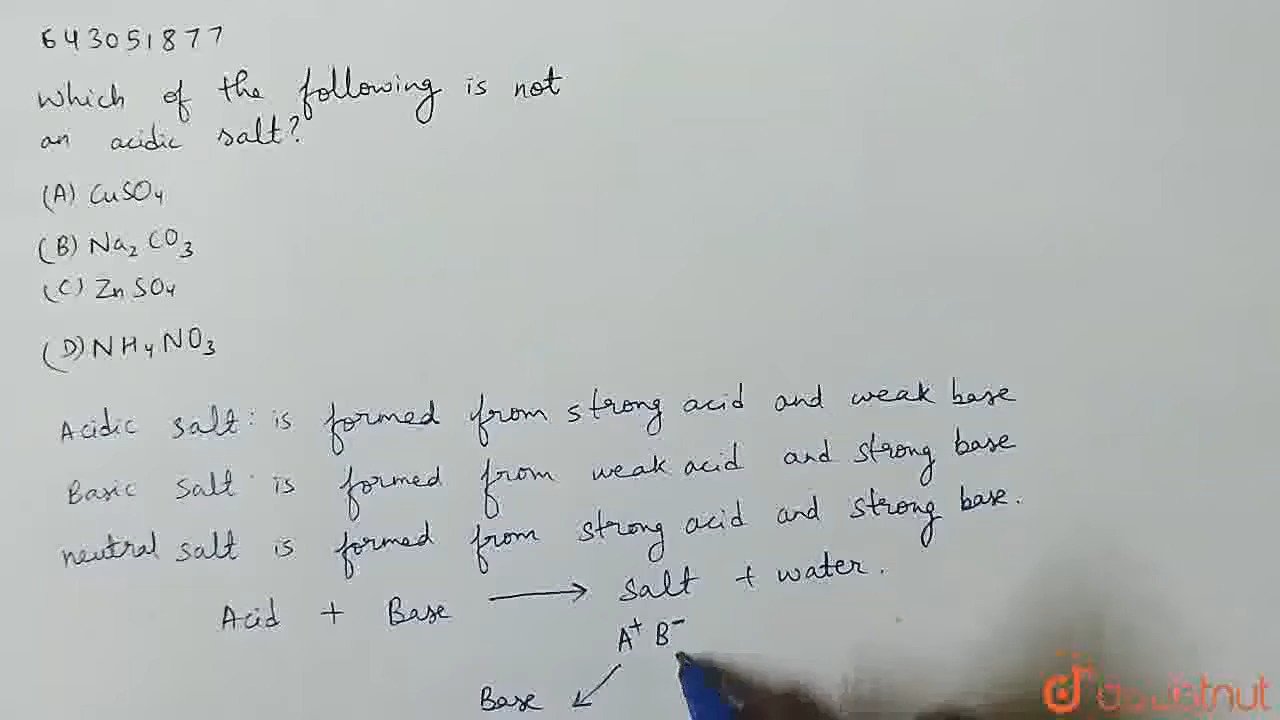 643051877
Which of the following is not
an acidic salt?
(A) CuSO4
(B) Na2CO3
(C) ZnSO4
(D) NH4NO3
Acidic salt: is formed from strong acid and weak base
Basic salt is formed from weak acid and strong base
neutral salt is formed from strong acid and strong base.
Acid + Base ⟶ Salt + water.
A+ B-
Base ↙
doubtnut